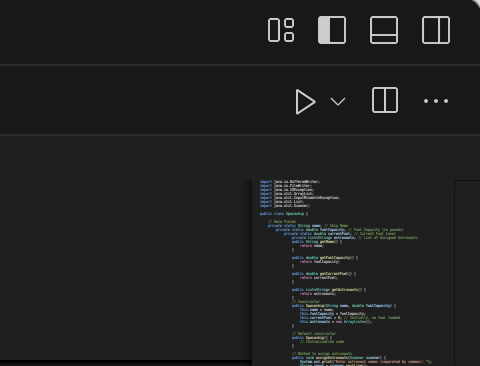 import java.io.BufferedWriter;
import java.io.FileWriter;
import java.io.IOException;
import java.util.ArrayList;
import java.util.InputMismatchException;
import java.util.List;
import java.util.Scanner;
public class Spaceship {
// Data Fields
private static String name; // Ship Name
private static double fuelCapacity; // Fuel Capacity (in pounds)
private static double currentFuel; // Current Fuel Level
private List<String> astronauts; // List of Assigned Astronauts
public String getName() {
return name;
}
public double getFuelCapacity() {
return fuelCapacity;
}
public double getCurrentFuel() {
return currentFuel;
}
public List<String> getAstronauts() {
return astronauts;
}
// Constructor
public Spaceship(String name, double fuelCapacity) {
this.name = name;
this.fuelCapacity = fuelCapacity;
this.currentFuel = 0; // Initially, no fuel loaded
this.astronauts = new ArrayList<>();
}
// Default constructor
public Spaceship() {
// Initialization code
}
// Method to assign astronauts
public void assignAstronauts(Scanner scanner) {
System.out.print("Enter astronaut names (separated by commas): ");